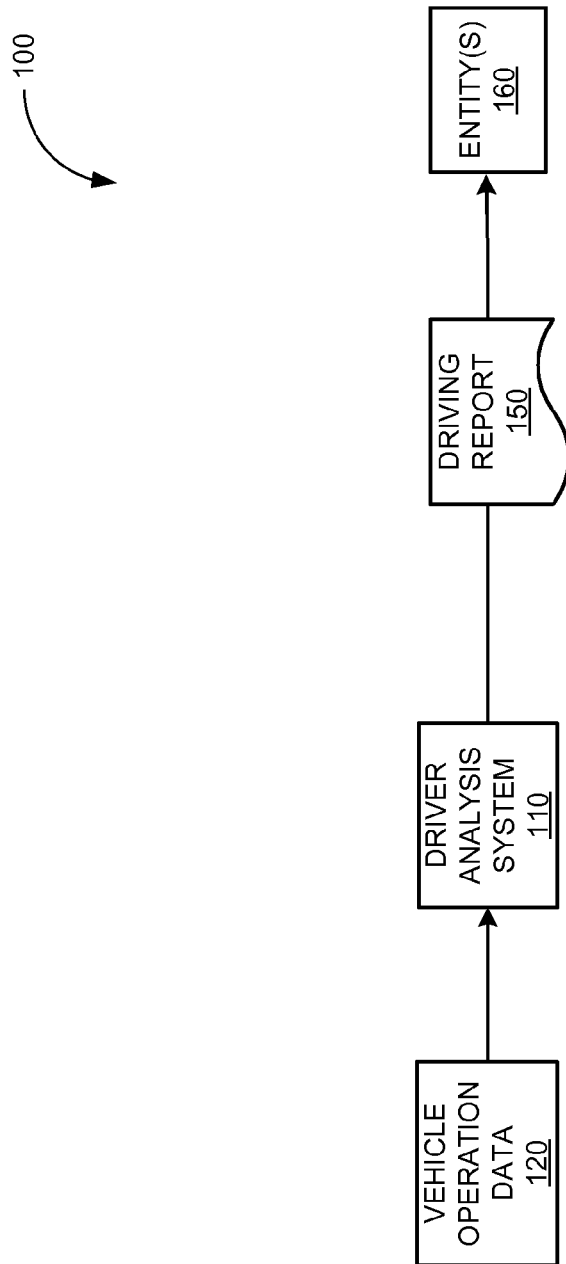 100
VEHICLE
OPERATION
DATA
120
DRIVER
ANALYSIS
SYSTEM
110
DRIVING
REPORT
150
ENTITY(S)
160